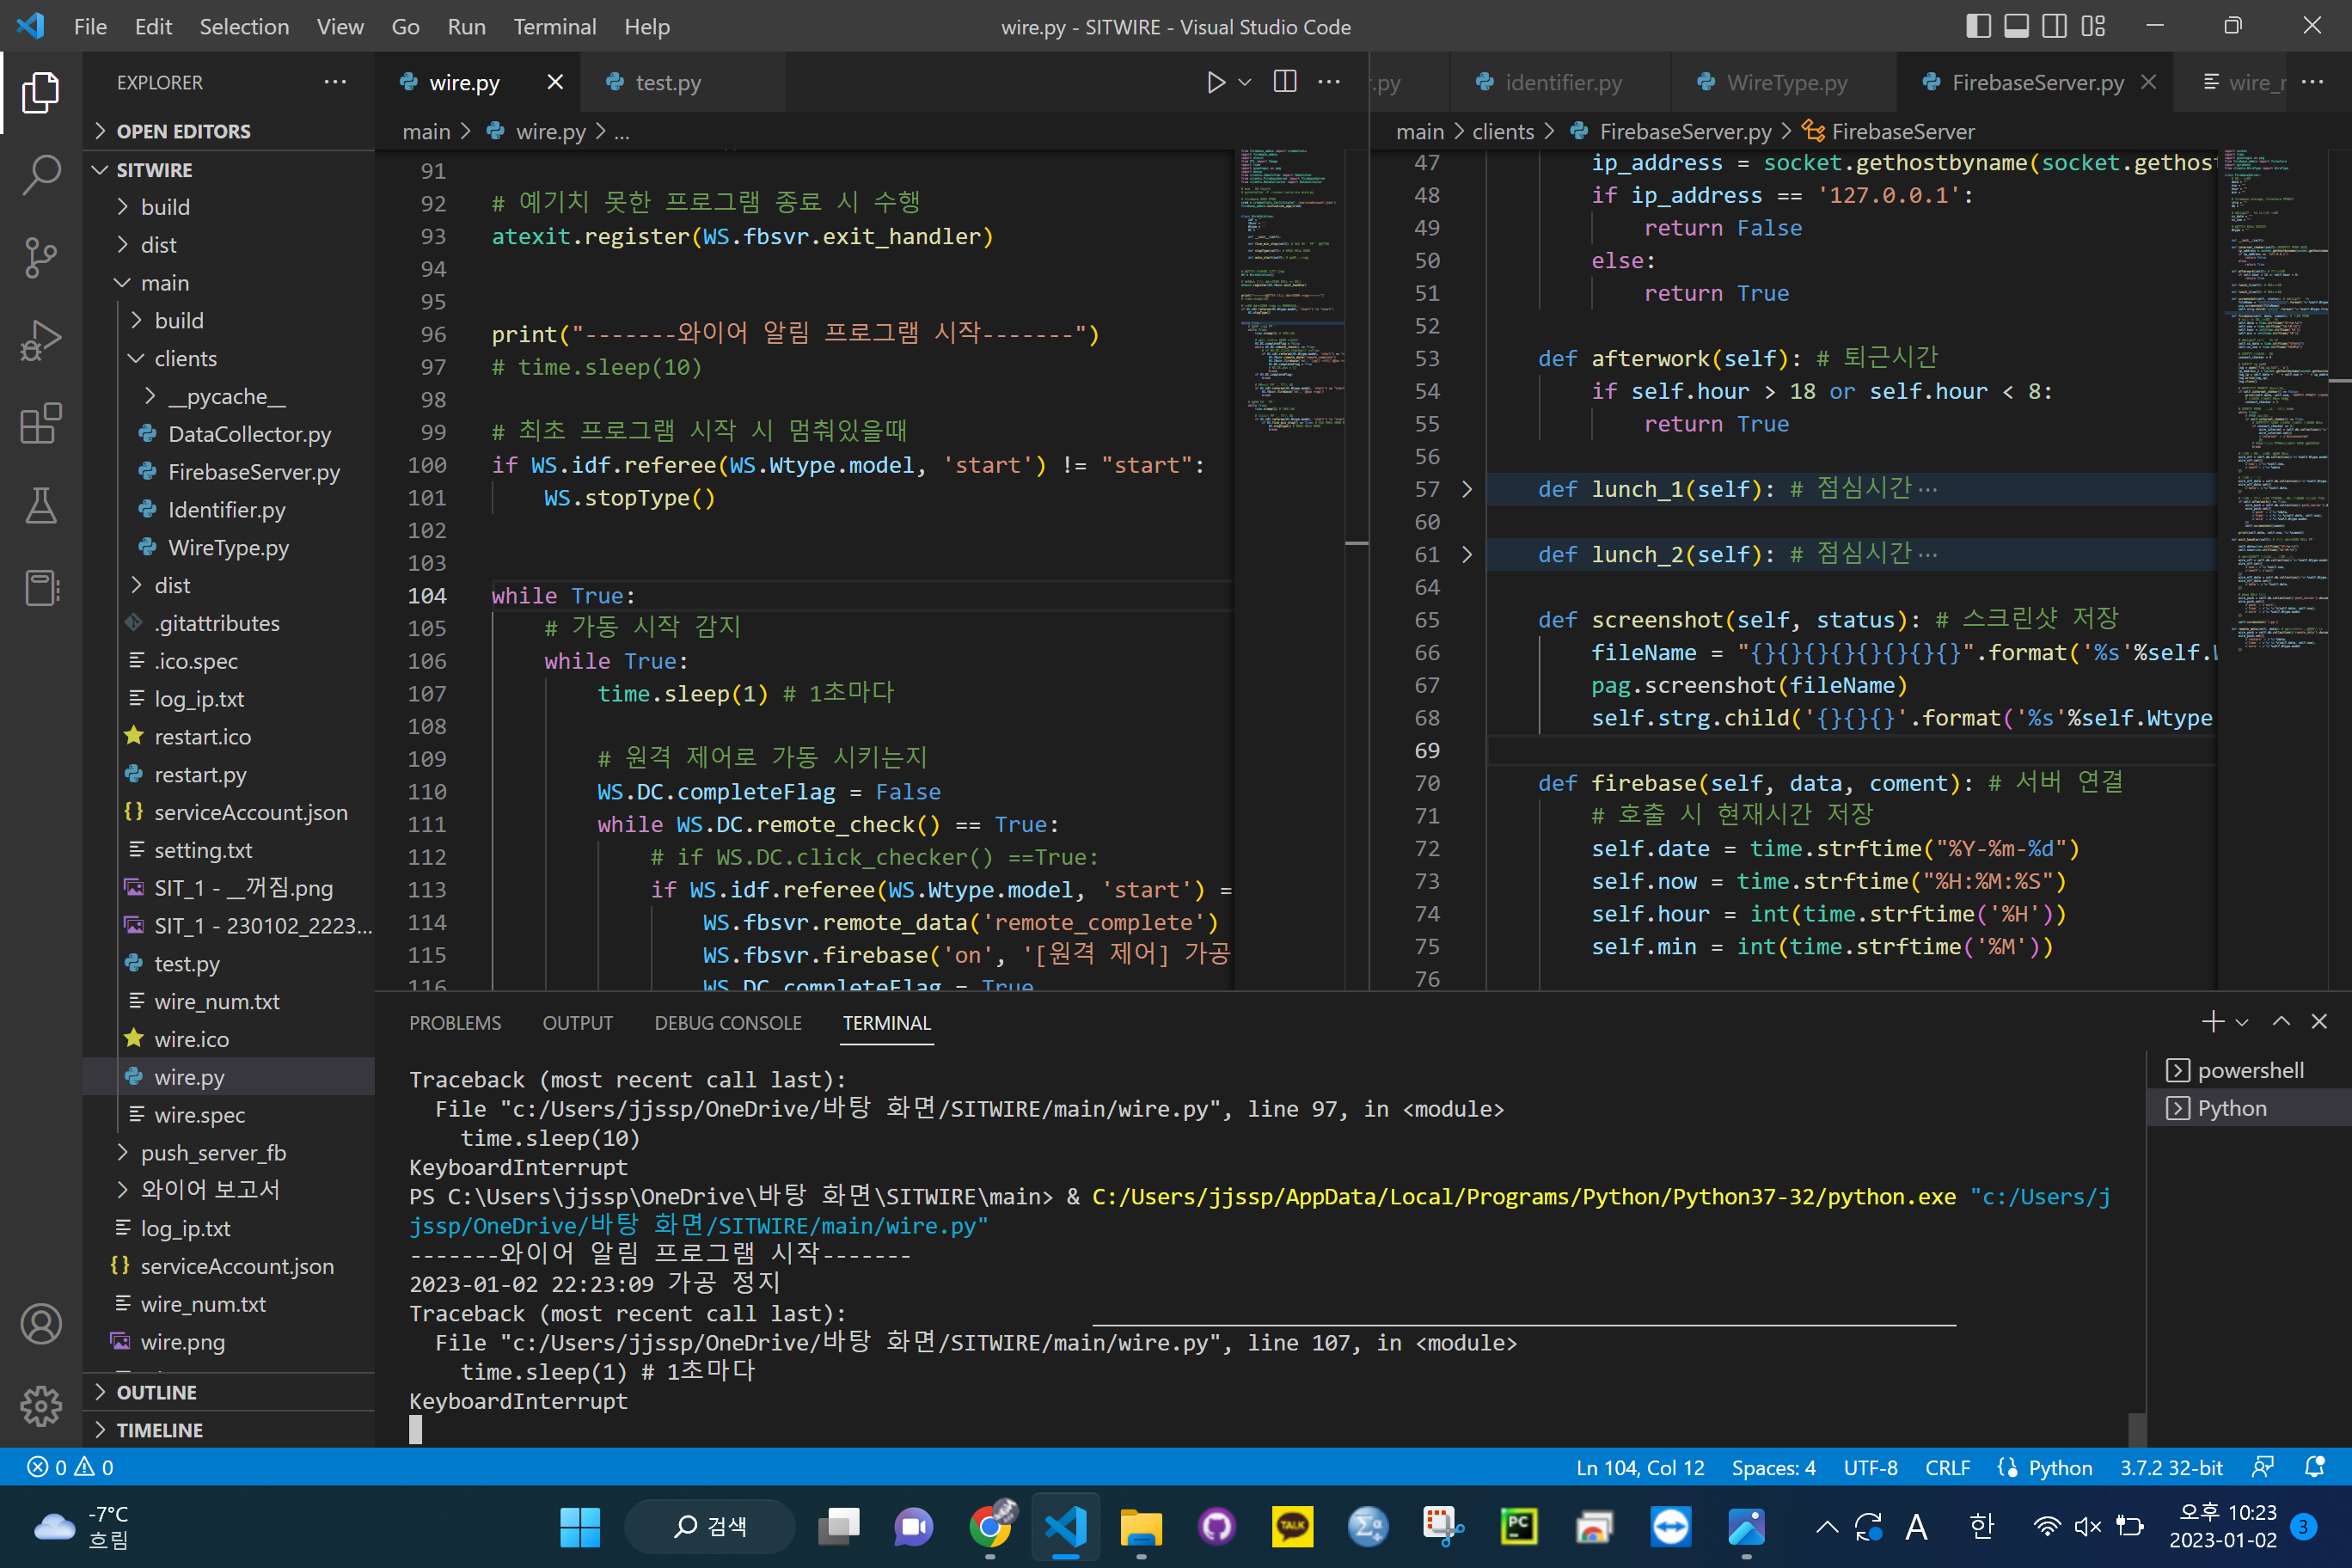 File Edit Selection View Go Run Terminal Help
wire.py - SITWIRE - Visual Studio Code
EXPLORER
OPEN EDITORS
SITWIRE
build
dist
main
build
clients
__pycache__
DataCollector.py
FirebaseServer.py
Identifier.py
WireType.py
dist
.gitattributes
.ico.spec
log_ip.txt
restart.ico
restart.py
serviceAccount.json
setting.txt
SIT_1 - __꺼짐.png
SIT_1 - 230102_2223...
test.py
wire_num.txt
wire.ico
wire.py
wire.spec
push_server_fb
와이어 보고서
log_ip.txt
serviceAccount.json
wire_num.txt
wire.png
OUTLINE
TIMELINE
wire.py
test.py
main > wire.py > ...
91
92 # 예기치 못한 프로그램 종료 시 수행
93 atexit.register(WS.fbsvr.exit_handler)
94
95
96 print("-------와이어 알림 프로그램 시작-------")
97 # time.sleep(10)
98
99 # 최초 프로그램 시작 시 멈춰있을때
100 if WS.idf.referee(WS.Wtype.model, 'start') != "start":
101 WS.stopType()
102
103
104 while True:
105 # 가동 시작 감지
106 while True:
107 time.sleep(1) # 1초마다
108
109 # 원격 제어로 가동 시키는지
110 WS.DC.completeFlag = False
111 while WS.DC.remote_check() == True:
112 # if WS.DC.click_checker() ==True:
113 if WS.idf.referee(WS.Wtype.model, 'start') =
114 WS.fbsvr.remote_data('remote_complete')
115 WS.fbsvr.firebase('on', '[원격 제어] 가공
116 WS.DC.completeFlag = True
.py
identifier.py
WireType.py
FirebaseServer.py
wire_r
main > clients > FirebaseServer.py > FirebaseServer
47 ip_address = socket.gethostbyname(socket.gethost
48 if ip_address == '127.0.0.1':
49 return False
50 else:
51 return True
52
53 def afterwork(self): # 퇴근시간
54 if self.hour > 18 or self.hour < 8:
55 return True
56
57 def lunch_1(self): # 점심시간 ...
60
61 def lunch_2(self): # 점심시간 ...
64
65 def screenshot(self, status): # 스크린샷 저장
66 fileName = "{}{}{}{}{}{}{}{}".format('%s'%self.W
67 pag.screenshot(fileName)
68 self.strg.child('{}{}{}'.format('%s'%self.Wtype
69
70 def firebase(self, data, coment): # 서버 연결
71 # 호출 시 현재시간 저장
72 self.date = time.strftime("%Y-%m-%d")
73 self.now = time.strftime("%H:%M:%S")
74 self.hour = int(time.strftime('%H'))
75 self.min = int(time.strftime('%M'))
76
PROBLEMS OUTPUT DEBUG CONSOLE TERMINAL
Traceback (most recent call last):
File "c:/Users/jjssp/OneDrive/바탕 화면/SITWIRE/main/wire.py", line 97, in <module>
time.sleep(10)
KeyboardInterrupt
PS C:\Users\jjssp\OneDrive\바탕 화면\SITWIRE\main> & C:/Users/jjssp/AppData/Local/Programs/Python/Python37-32/python.exe "c:/Users/j
jssp/OneDrive/바탕 화면/SITWIRE/main/wire.py"
-------와이어 알림 프로그램 시작-------
2023-01-02 22:23:09 가공 정지
Traceback (most recent call last):
File "c:/Users/jjssp/OneDrive/바탕 화면/SITWIRE/main/wire.py", line 107, in <module>
time.sleep(1) # 1초마다
KeyboardInterrupt
powershell
Python
0 0
Ln 104, Col 12 Spaces: 4 UTF-8 CRLF Python 3.7.2 32-bit
-7°C
흐림
검색
TALK
PC
A 한
오후 10:23
2023-01-02
3